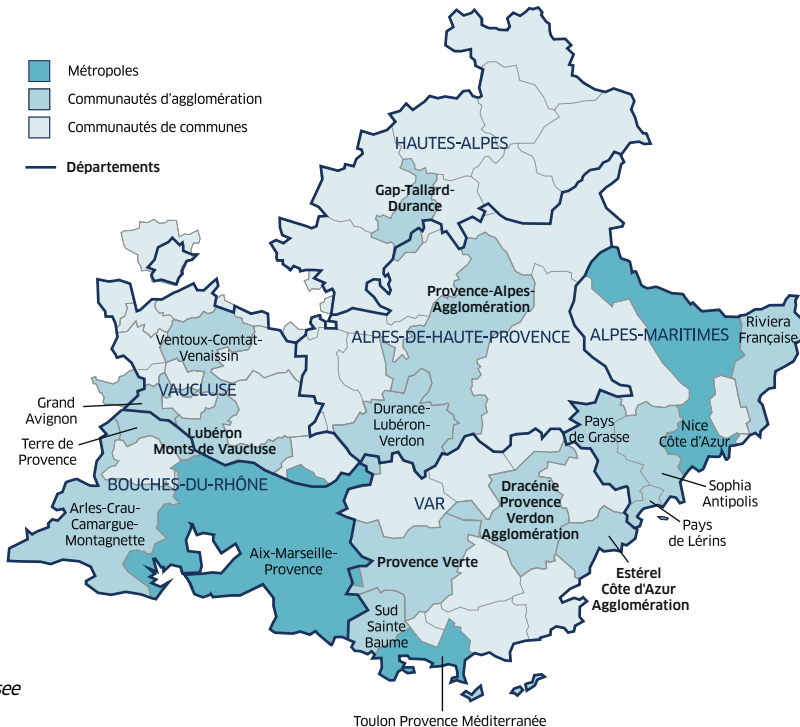 Métropoles
Communautés d'agglomération
Communautés de communes
Départements
HAUTES-ALPES
Gap-Tallard-
Durance
Provence-Alpes-
Agglomération
ALPES-DE-HAUTE-PROVENCE
ALPES-MARITIMES
Riviera
Française
Ventoux-Comtat-
Venaissin
VAUCLUSE
Grand
Avignon
Terre de
Provence
Lubéron
Monts de Vaucluse
Durance-
Lubéron-
Verdon
Pays
de Grasse
Nice
Côte d'Azur
BOUCHES-DU-RHÔNE
Arles-Crau-
Camargue-
Montagnette
Aix-Marseille-
Provence
VAR
Dracénie
Provence
Verdon
Agglomération
Sophia
Antipolis
Pays
de Lérins
Provence Verte
Estérel
Côte d'Azur
Agglomération
Sud
Sainte
Baume
Toulon Provence Méditerranée
see